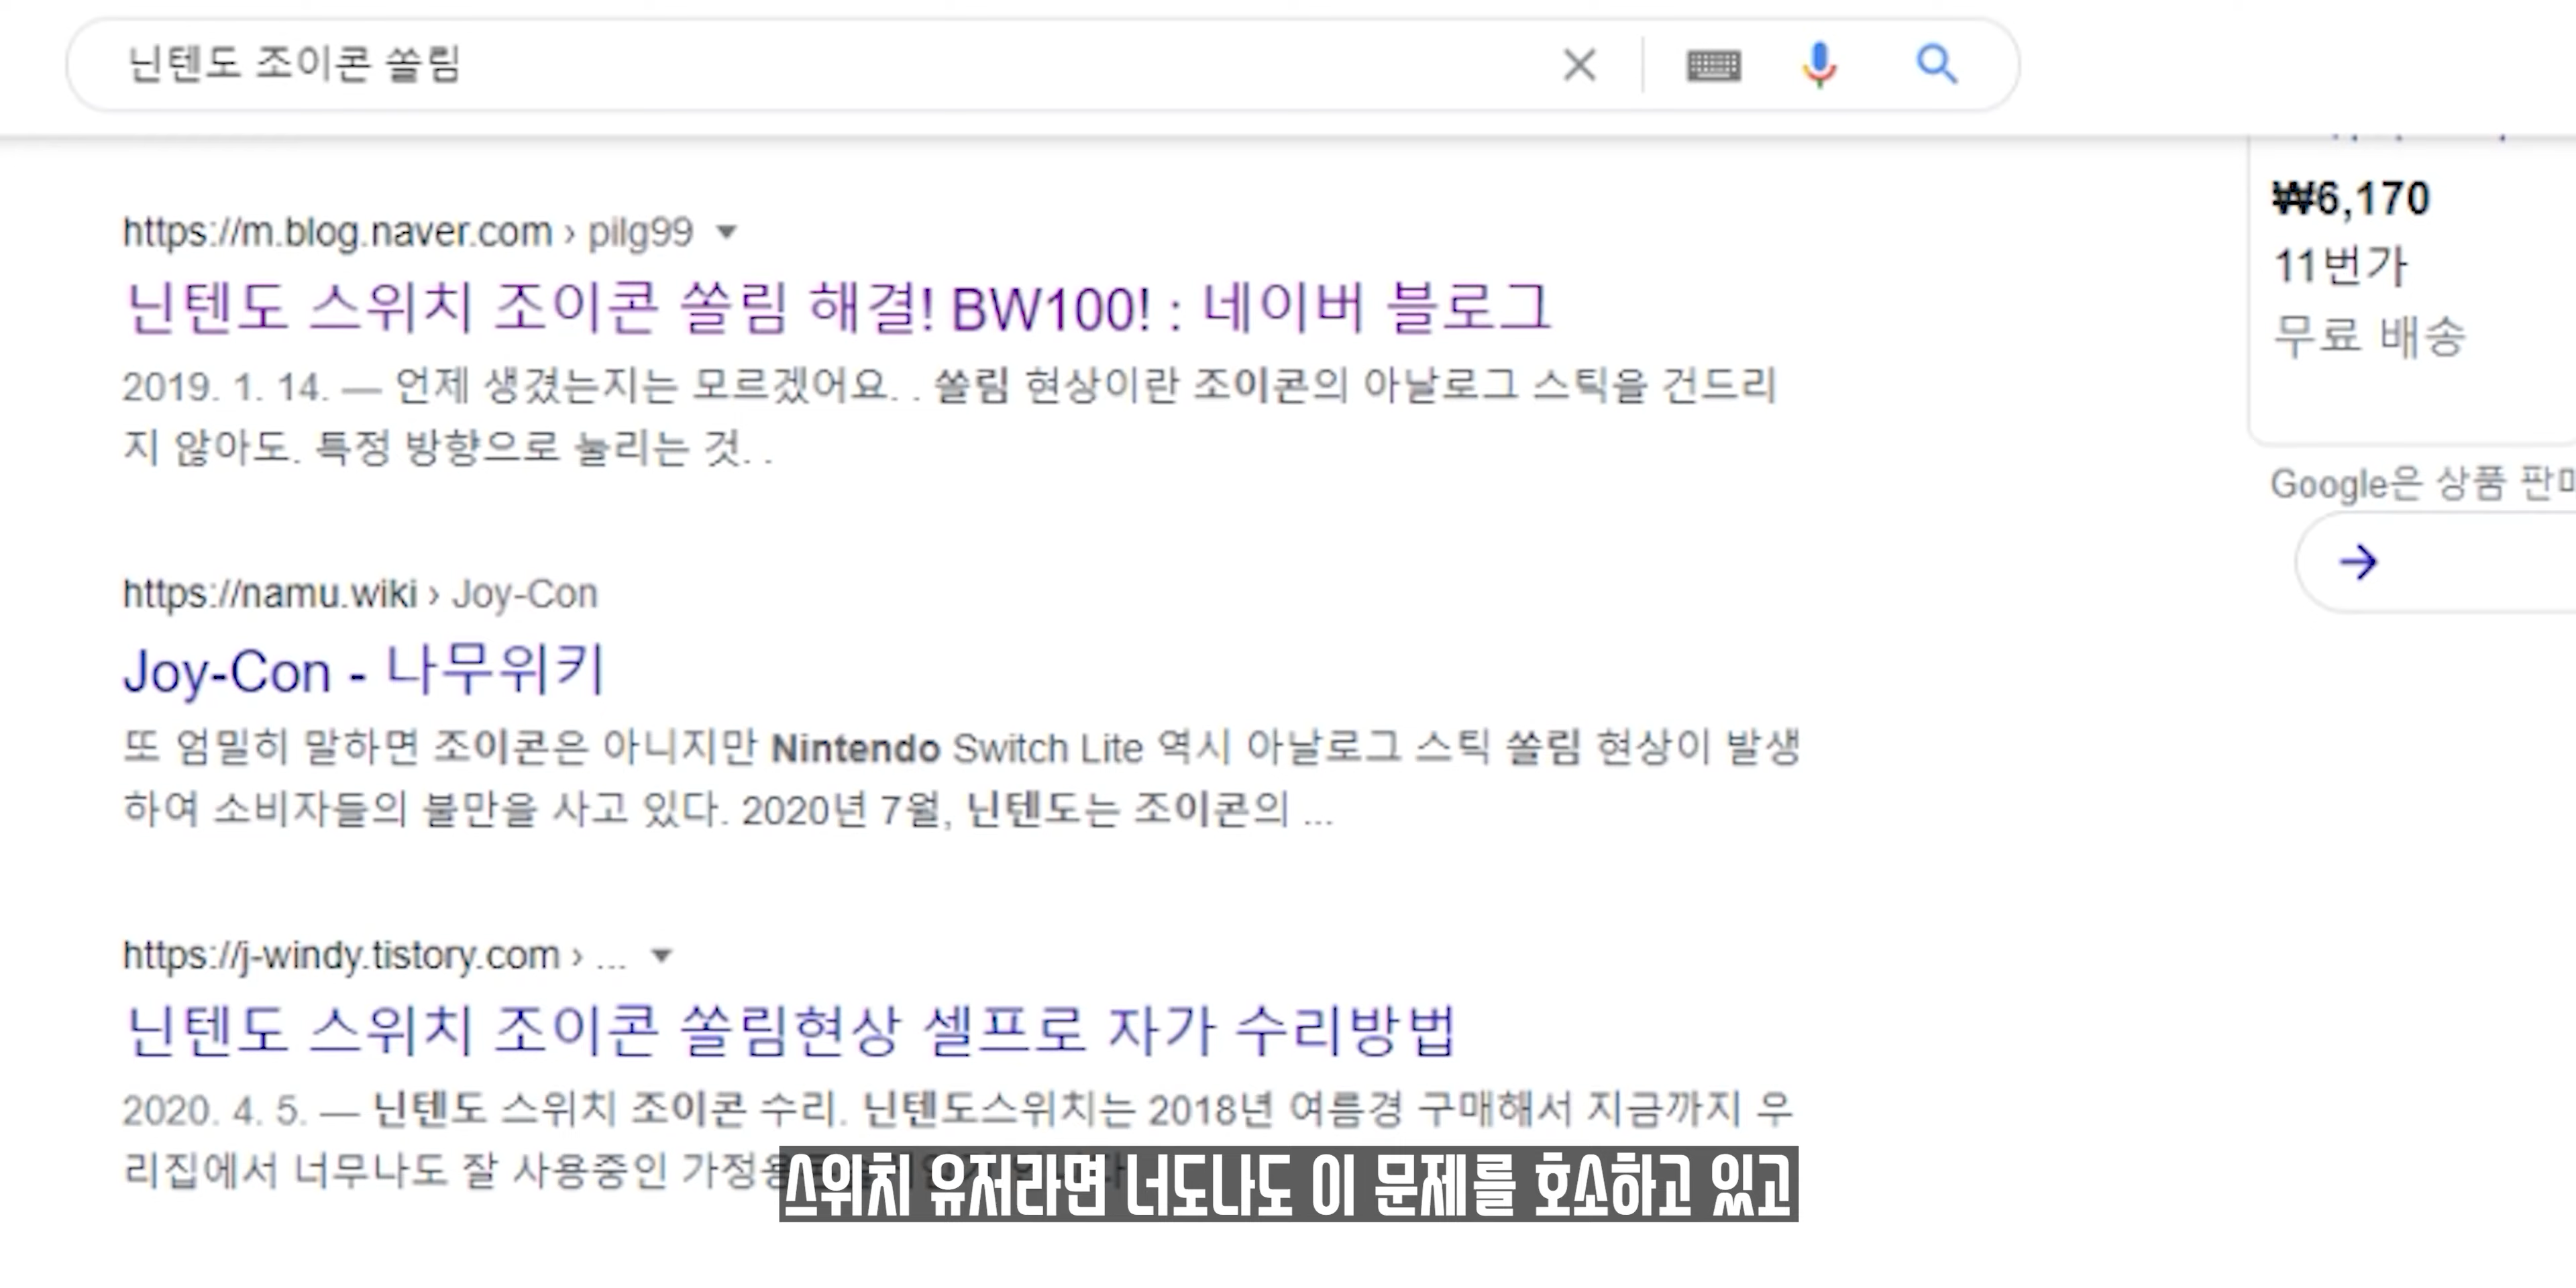 닌텐도 조이콘 쏠림
https://m.blog.naver.com › pilg99
닌텐도 스위치 조이콘 쏠림 해결! BW100! : 네이버 블로그
2019. 1. 14. — 언제 생겼는지는 모르겠어요. . 쏠림 현상이란 조이콘의 아날로그 스틱을 건드리
지 않아도. 특정 방향으로 눌리는 것. .
https://namu.wiki › Joy-Con
Joy-Con - 나무위키
또 엄밀히 말하면 조이콘은 아니지만 Nintendo Switch Lite 역시 아날로그 스틱 쏠림 현상이 발생
하여 소비자들의 불만을 사고 있다. 2020년 7월, 닌텐도는 조이콘의 ...
https://j-windy.tistory.com › ...
닌텐도 스위치 조이콘 쏠림현상 셀프로 자가 수리방법
2020. 4. 5. — 닌텐도 스위치 조이콘 수리. 닌텐도스위치는 2018년 여름경 구매해서 지금까지 우
리집에서 너무나도 잘 사용중인
스위치 유저라면 너도나도 이 문제를 호소하고 있고
₩6,170
11번가
무료 배송
Google은 상품